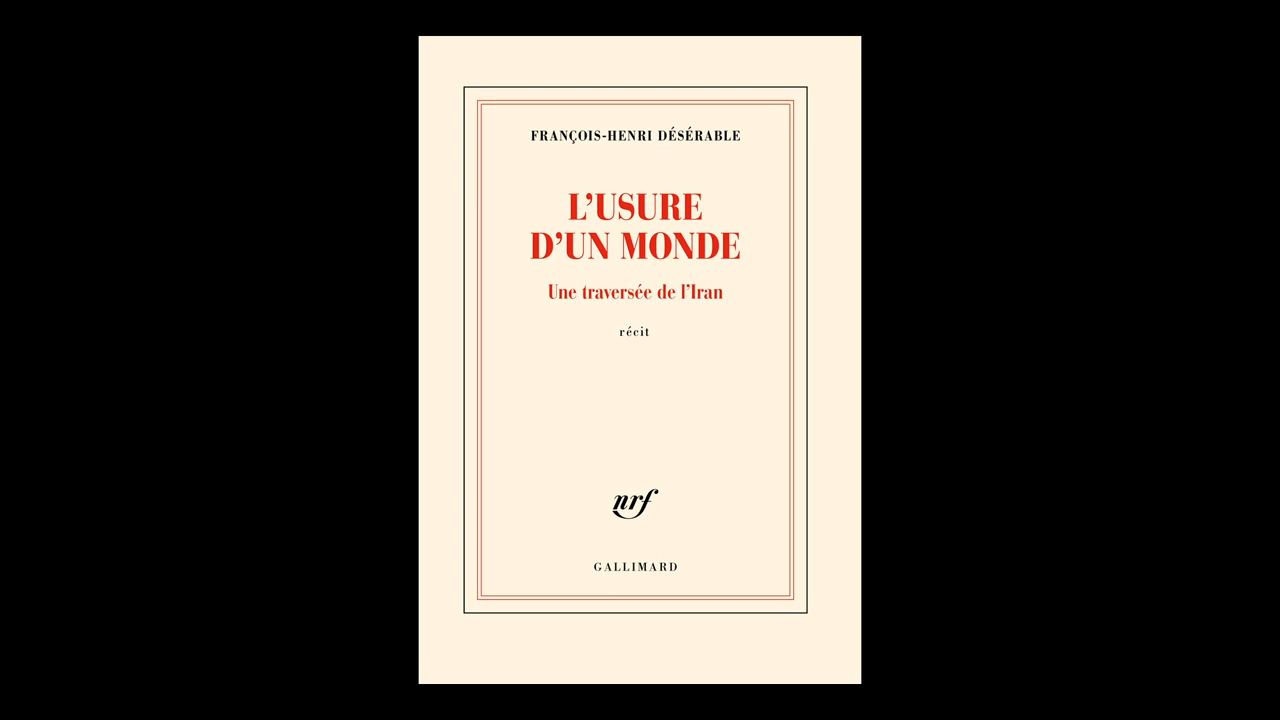 FRANÇOIS-HENRI DÉSÉRABLE
L’USURE
D’UN MONDE
Une traversée de l’Iran
récit
nrf
GALLIMARD